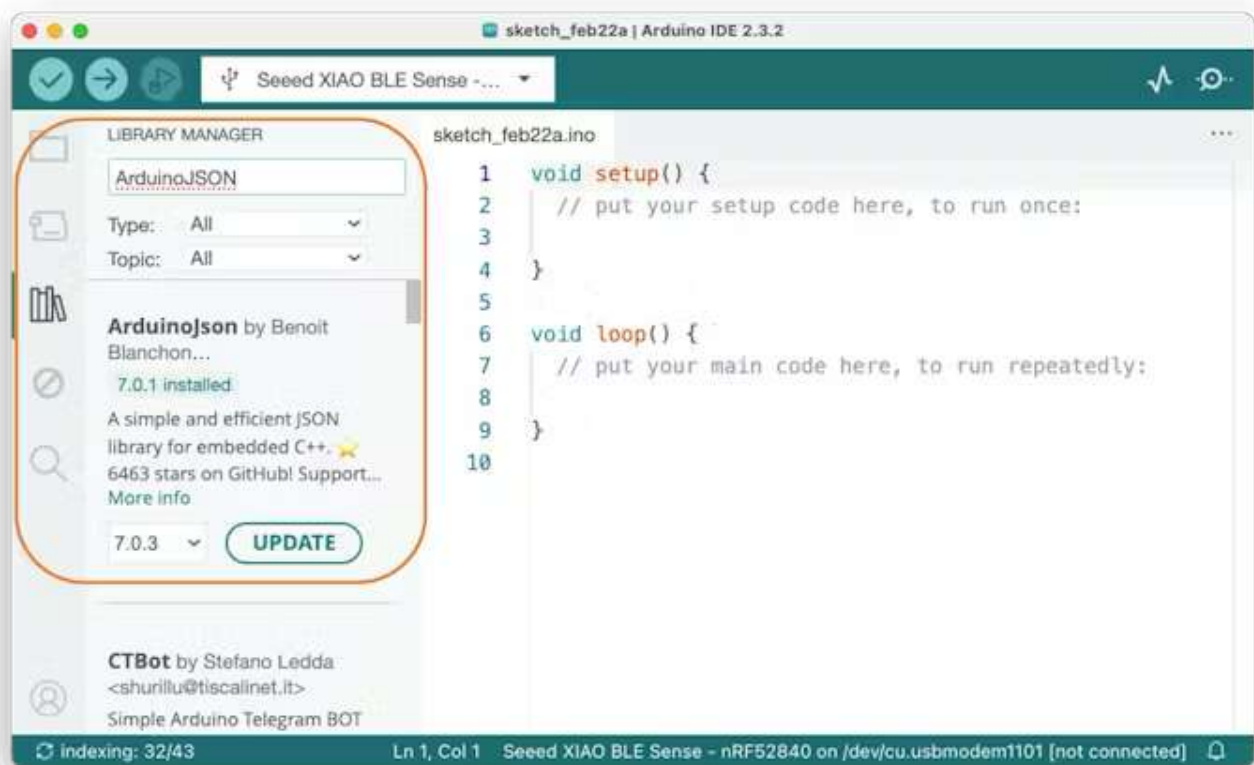 sketch_feb22a | Arduino IDE 2.3.2
Seeed XIAO BLE Sense -...
LIBRARY MANAGER
ArduinoJSON
Type: All
Topic: All
ArduinoJson by Benoit
Blanchon...
7.0.1 installed
A simple and efficient JSON
library for embedded C++. ⭐
6463 stars on GitHub! Support...
More info
7.0.3 UPDATE
CTBot by Stefano Ledda
<shurillu@tiscalinet.it>
Simple Arduino Telegram BOT
sketch_feb22a.ino
...
1 void setup() {
2 // put your setup code here, to run once:
3
4 }
5
6 void loop() {
7 // put your main code here, to run repeatedly:
8
9 }
10
indexing: 32/43 Ln 1, Col 1 Seeed XIAO BLE Sense - nRF52840 on /dev/cu.usbmodem1101 [not connected]